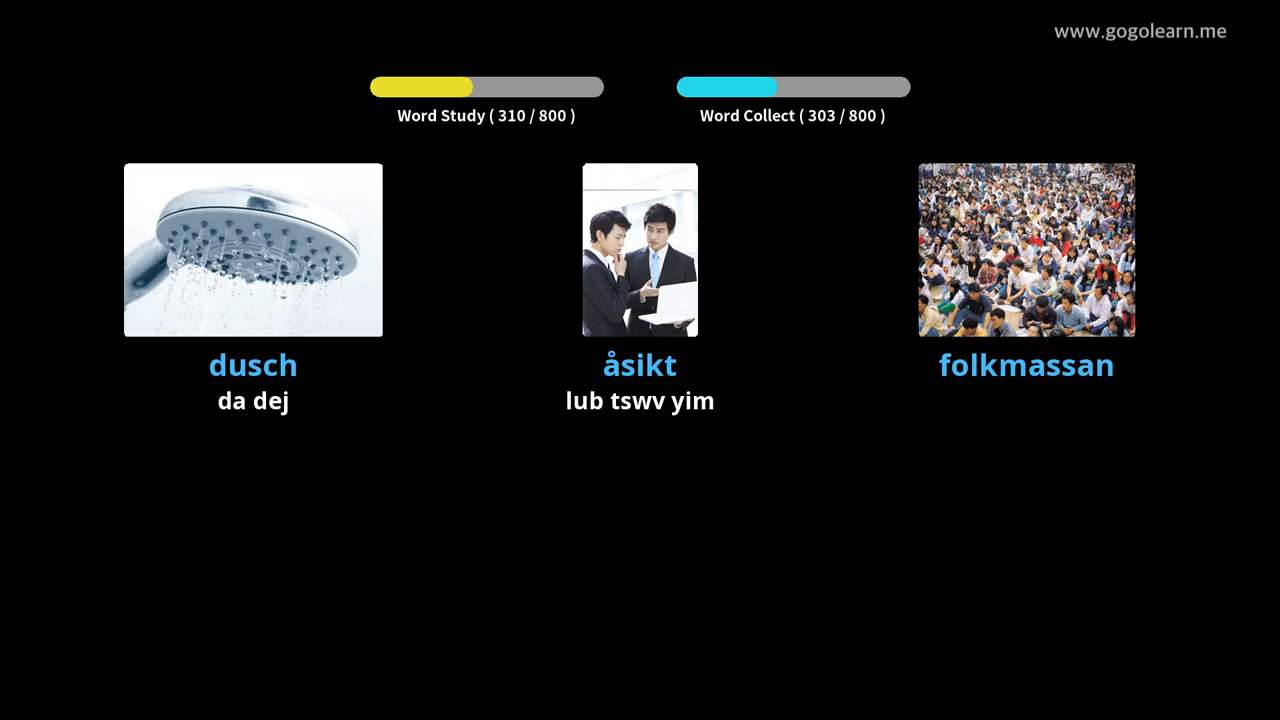 www.gogolearn.me
Word Study ( 310 / 800 )
Word Collect ( 303 / 800 )
dusch
da dej
åsikt
lub tswv yim
folkmassan